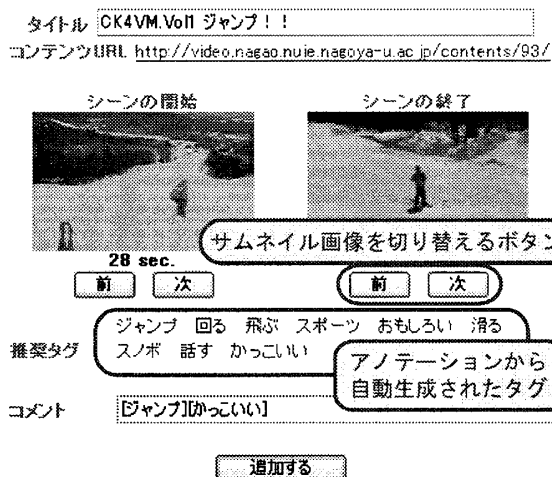 タイトル CK4VM.Vol1 ジャンプ！！
コンテンツURL http://video.nagao.nuie.nagoya-u.ac.jp/contents/93/
シーンの開始 シーンの終了
サムネイル画像を切り替えるボタン
28 sec.
前 次 前 次
ジャンプ 回る 飛ぶ スポーツ おもしろい 滑る
推奨タグ スノボ 話す かっこいい
アノテーションから
自動生成されたタグ
コメント [ジャンプ][かっこいい]
追加する